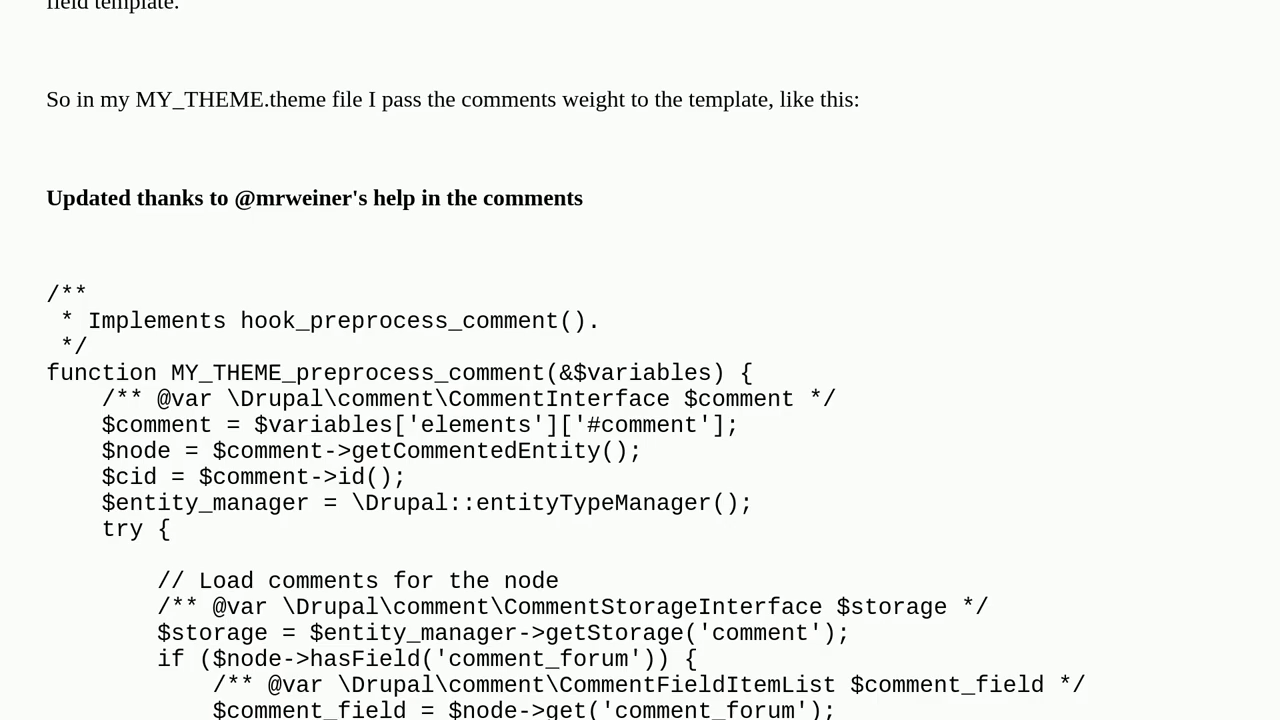 field template.
So in my MY_THEME.theme file I pass the comments weight to the template, like this:
Updated thanks to @mrweiner's help in the comments
/**
 * Implements hook_preprocess_comment().
 */
function MY_THEME_preprocess_comment(&$variables) {
    /** @var \Drupal\comment\CommentInterface $comment */
    $comment = $variables['elements']['#comment'];
    $node = $comment->getCommentedEntity();
    $cid = $comment->id();
    $entity_manager = \Drupal::entityTypeManager();
    try {
        // Load comments for the node
        /** @var \Drupal\comment\CommentStorageInterface $storage */
        $storage = $entity_manager->getStorage('comment');
        if ($node->hasField('comment_forum')) {
            /** @var \Drupal\comment\CommentFieldItemList $comment_field */
            $comment_field = $node->get('comment_forum');